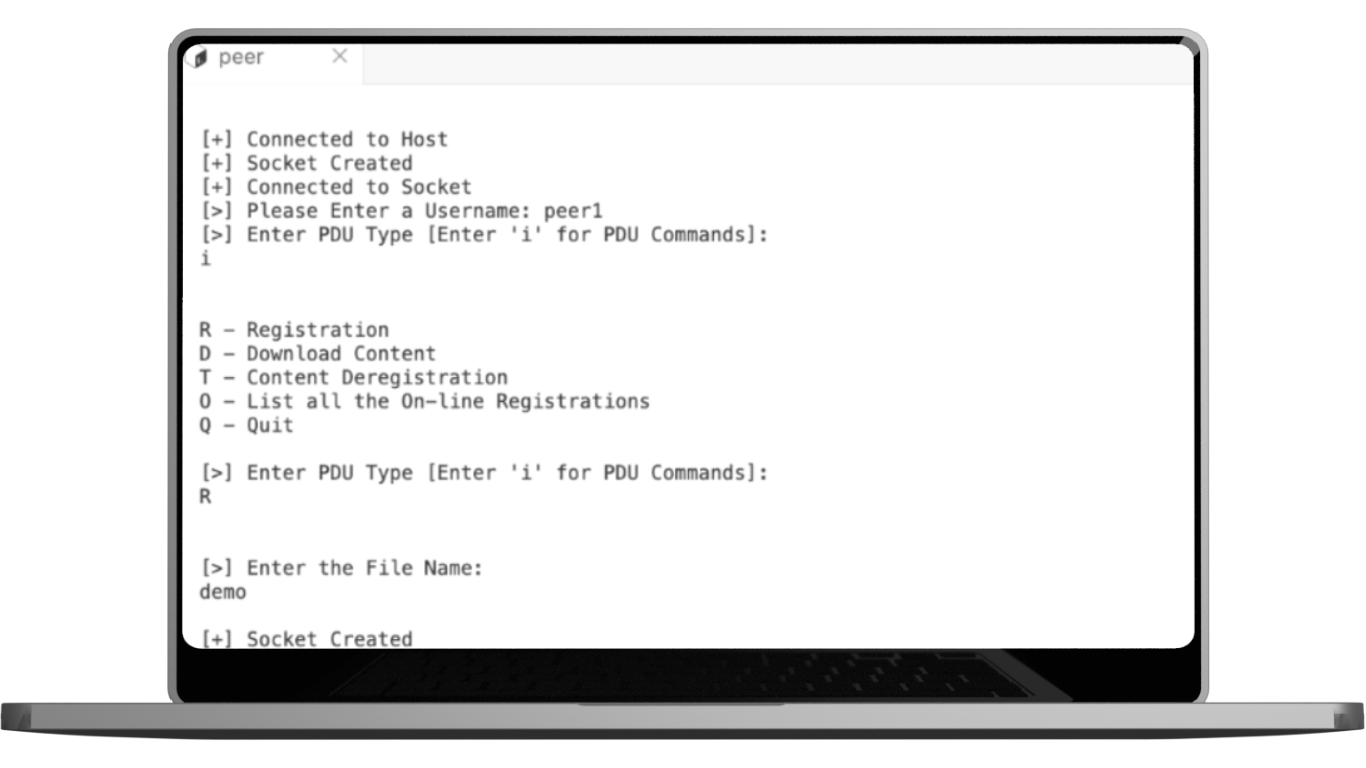 peer
[+] Connected to Host
[+] Socket Created
[+] Connected to Socket
[>] Please Enter a Username: peer1
[>] Enter PDU Type [Enter 'i' for PDU Commands]:
i
R – Registration
D – Download Content
T – Content Deregistration
O – List all the On–line Registrations
Q – Quit
[>] Enter PDU Type [Enter 'i' for PDU Commands]:
R
[>] Enter the File Name:
demo
[+] Socket Created